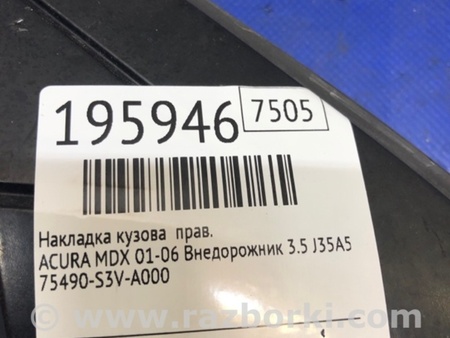 195946 7505
Накладка кузова прав.
ACURA MDX 01-06 Внедорожник 3.5 J35A5
75490-S3V-A000
www.razborki.com